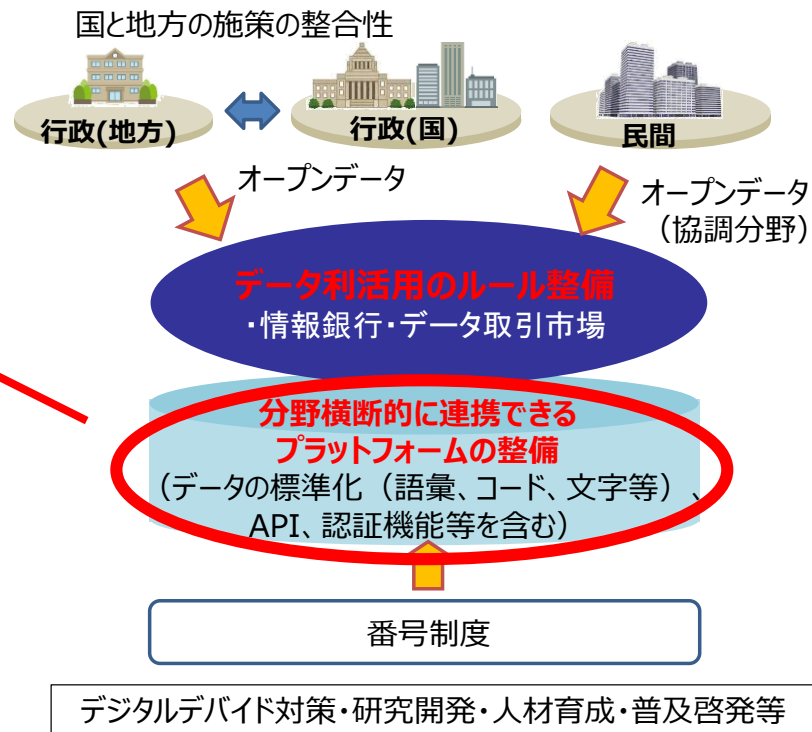 国と地方の施策の整合性
行政(地方)
行政(国)
民間
オープンデータ
オープンデータ
（協調分野）
データ利活用のルール整備
・情報銀行・データ取引市場
分野横断的に連携できる
プラットフォームの整備
（データの標準化（語彙、コード、文字等）、
API、認証機能等を含む）
番号制度
デジタルデバイド対策・研究開発・人材育成・普及啓発等